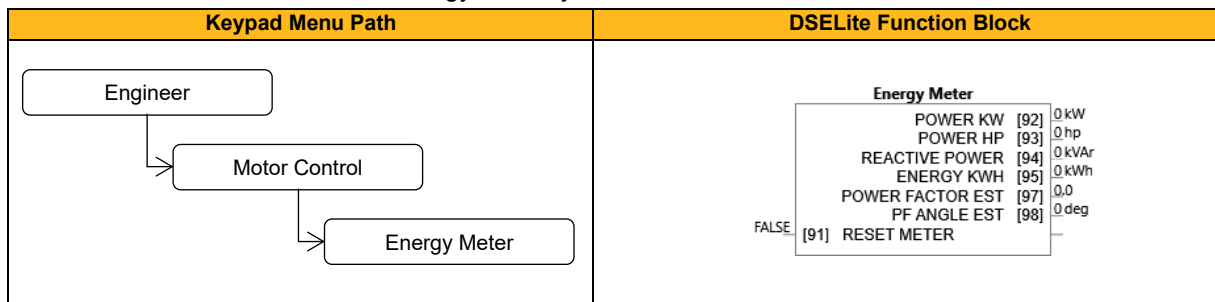 Keypad Menu Path
DSELite Function Block
Engineer
Motor Control
Energy Meter
Energy Meter
POWER KW [92] 0 kW
POWER HP [93] 0 hp
REACTIVE POWER [94] 0 kVAr
ENERGY KWH [95] 0 kWh
POWER FACTOR EST [97] 0,0
PF ANGLE EST [98] 0 deg
FALSE [91] RESET METER